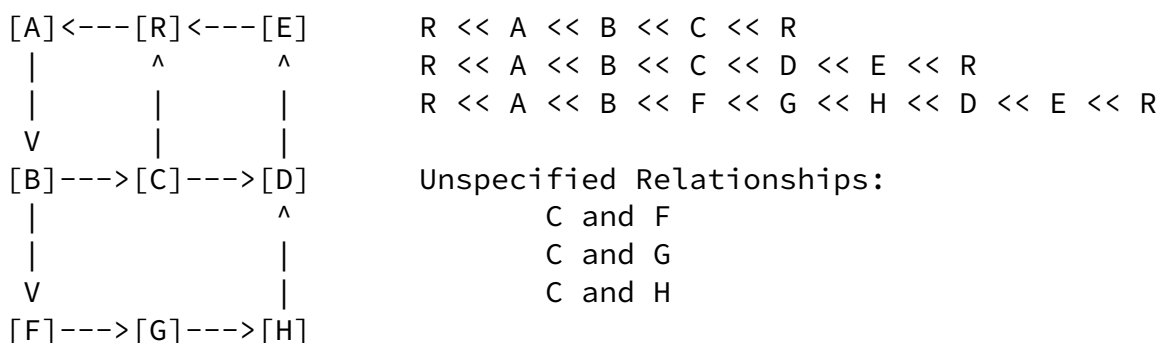 [A]<---[R]<---[E]       R << A << B << C << R
 |      ^      ^        R << A << B << C << D << E << R
 |      |      |        R << A << B << F << G << H << D << E << R
 V      |      |
[B]--->[C]--->[D]       Unspecified Relationships:
 |             ^              C and F
 |             |              C and G
 V             |              C and H
[F]--->[G]--->[H]